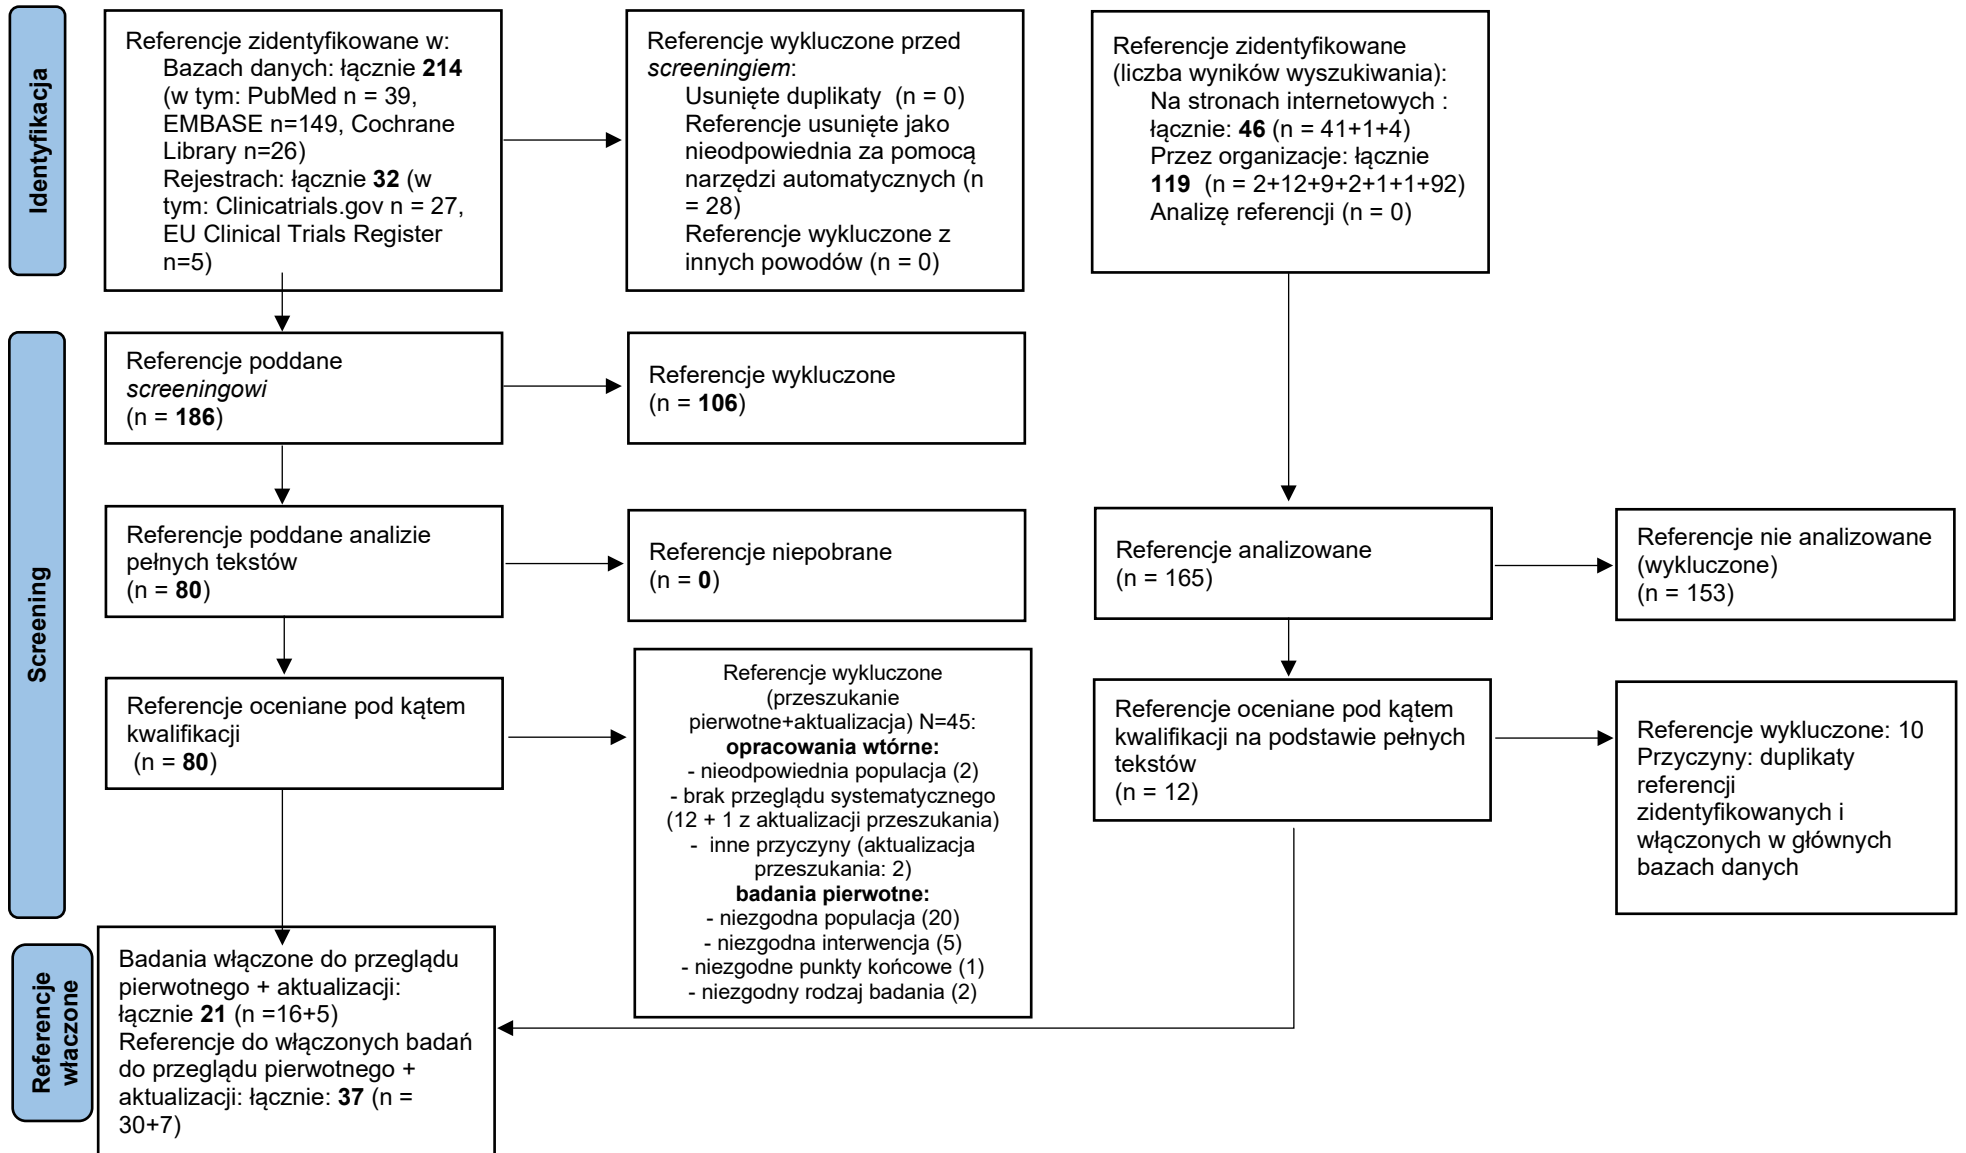 Identyfikacja
Referencje zidentyfikowane w:
Bazach danych: łącznie 214
(w tym: PubMed n = 39,
EMBASE n=149, Cochrane
Library n=26)
Rejestrach: łącznie 32 (w
tym: Clinicatrials.gov n = 27,
EU Clinical Trials Register
n=5)
Referencje wykluczone przed
screeningiem:
Usunięte duplikaty (n = 0)
Referencje usunięte jako
nieodpowiednia za pomocą
narzędzi automatycznych (n
= 28)
Referencje wykluczone z
innych powodów (n = 0)
Referencje zidentyfikowane
(liczba wyników wyszukiwania):
Na stronach internetowych :
łącznie: 46 (n = 41+1+4)
Przez organizacje: łącznie
119 (n = 2+12+9+2+1+1+92)
Analizę referencji (n = 0)
Screening
Referencje poddane
screeningowi
(n = 186)
Referencje wykluczone
(n = 106)
Referencje poddane analizie
pełnych tekstów
(n = 80)
Referencje niepobrane
(n = 0)
Referencje analizowane
(n = 165)
Referencje nie analizowane
(wykluczone)
(n = 153)
Referencje oceniane pod kątem
kwalifikacji
(n = 80)
Referencje wykluczone
(przeszukanie
pierwotne+aktualizacja) N=45:
opracowania wtórne:
- nieodpowiednia populacja (2)
- brak przeglądu systematycznego
(12 + 1 z aktualizacji przeszukania)
- inne przyczyny (aktualizacja
przeszukania: 2)
badania pierwotne:
- niezgodna populacja (20)
- niezgodna interwencja (5)
- niezgodne punkty końcowe (1)
- niezgodny rodzaj badania (2)
Referencje oceniane pod kątem
kwalifikacji na podstawie pełnych
tekstów
(n = 12)
Referencje wykluczone: 10
Przyczyny: duplikaty
referencji
zidentyfikowanych i
włączonych w głównych
bazach danych
Referencje
właczone
Badania włączone do przeglądu
pierwotnego + aktualizacji:
łącznie 21 (n =16+5)
Referencje do włączonych badań
do przeglądu pierwotnego +
aktualizacji: łącznie: 37 (n =
30+7)